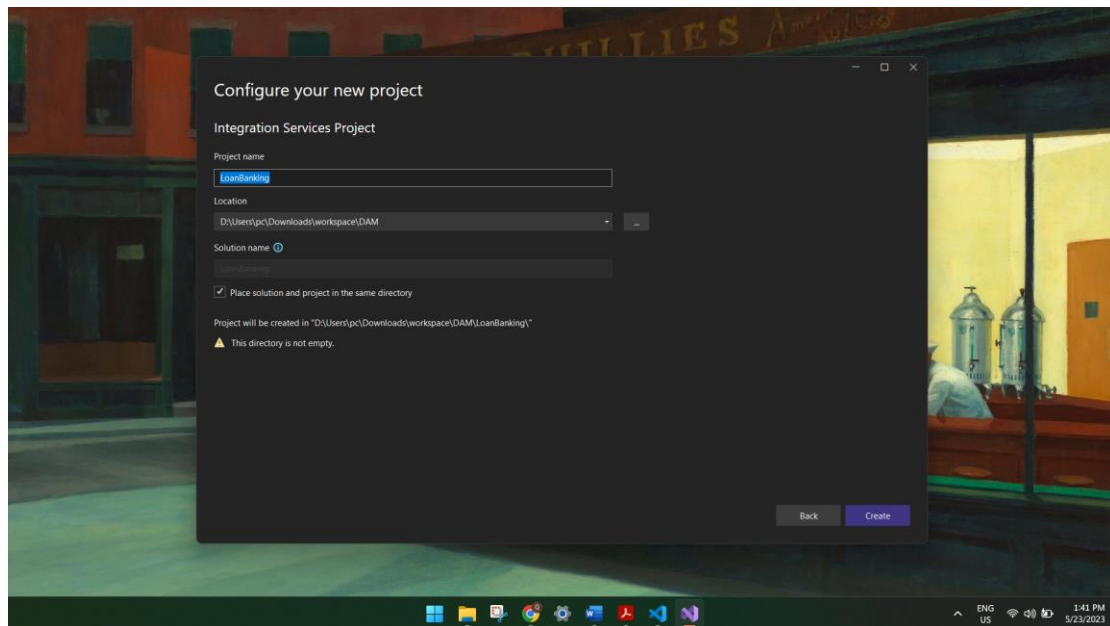 PHILLIES
Configure your new project
Integration Services Project
Project name
LoanBanking
Location
D:\Users\pc\Downloads\workspace\DAM
...
Solution name
LoanBanking
Place solution and project in the same directory
Project will be created in "D:\Users\pc\Downloads\workspace\DAM\LoanBanking\"
This directory is not empty.
Back
Create
ENG
US
1:41 PM
5/23/2023